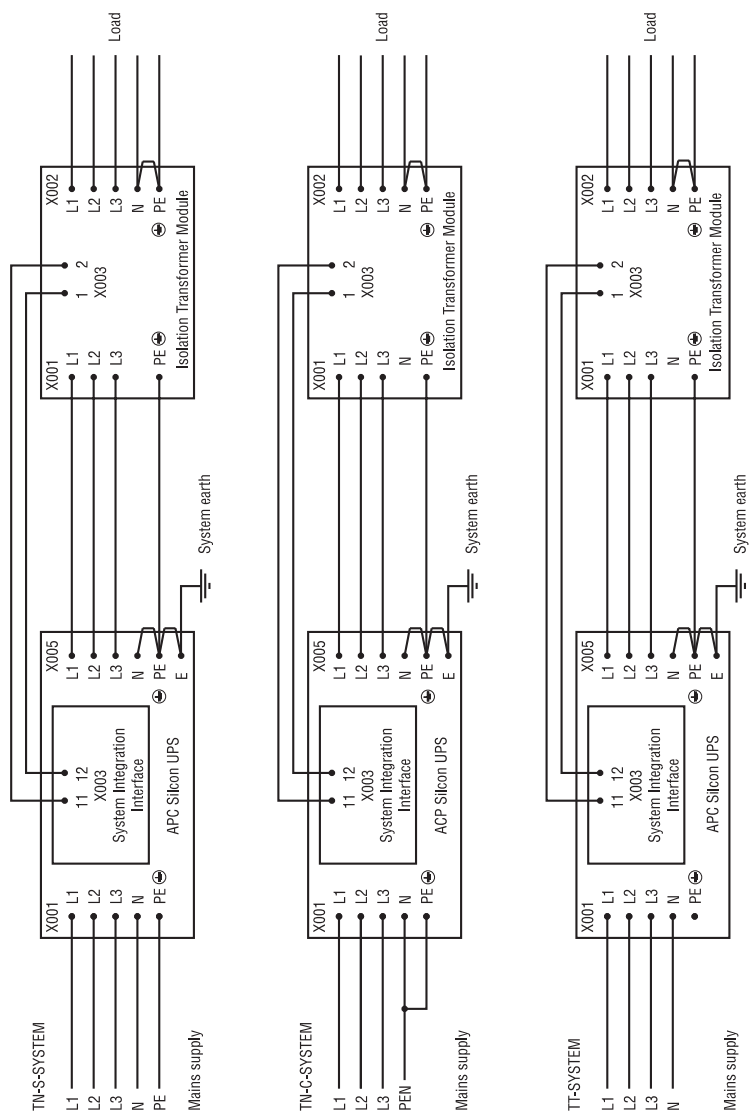 TN-S-SYSTEM
L1
L2
L3
N
PE
Mains supply
X001
L1
L2
L3
N
PE
11 12
X003
System Integration
Interface
APC Silcon UPS
X005
L1
L2
L3
N
PE
E
System earth
X001
L1
L2
L3
PE
1 2
X003
Isolation Transformer Module
X002
L1
L2
L3
N
PE
Load
TN-C-SYSTEM
L1
L2
L3
PEN
Mains supply
X001
L1
L2
L3
N
PE
11 12
X003
System Integration
Interface
ACP Silcon UPS
X005
L1
L2
L3
N
PE
E
System earth
X001
L1
L2
L3
N
PE
1 2
X003
Isolation Transformer Module
X002
L1
L2
L3
N
PE
Load
TT-SYSTEM
L1
L2
L3
N
Mains supply
X001
L1
L2
L3
N
PE
11 12
X003
System Integration
Interface
APC Silcon UPS
X005
L1
L2
L3
N
PE
E
System earth
X001
L1
L2
L3
N
PE
1 2
X003
Isolation Transformer Module
X002
L1
L2
L3
N
PE
Load